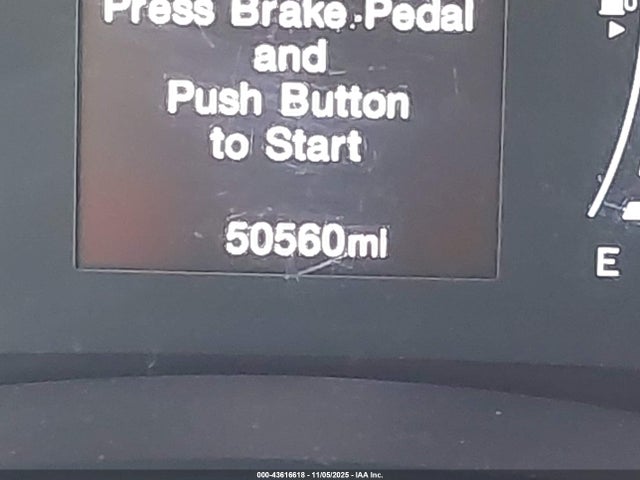 Press Brake Pedal
and
Push Button
to Start
50560mi
E
000-43616618 - 11/05/2025 - IAA Inc.